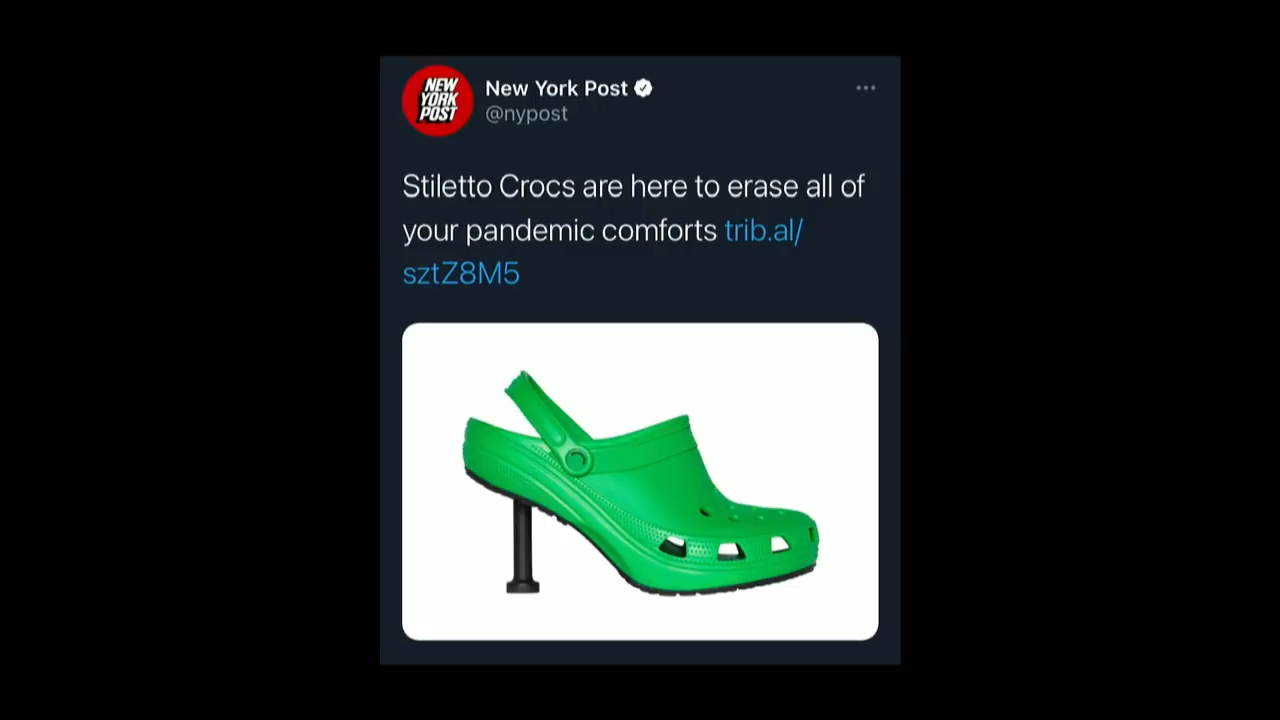 NEW
YORK
POST
New York Post
@nypost
Stiletto Crocs are here to erase all of
your pandemic comforts trib.al/
sztZ8M5